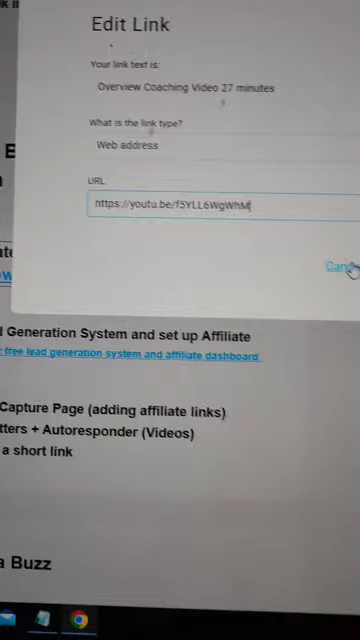 Edit Link
Your link text is:
Overview Coaching Video 27 minutes
What is the link type?
Web address
URL
https://youtu.be/f5YLL6WgWhM
Generation System and set up Affiliate
free lead generation system and affiliate dashboard
Capture Page (adding affiliate links)
tters + Autoresponder (Videos)
a short link
a Buzz